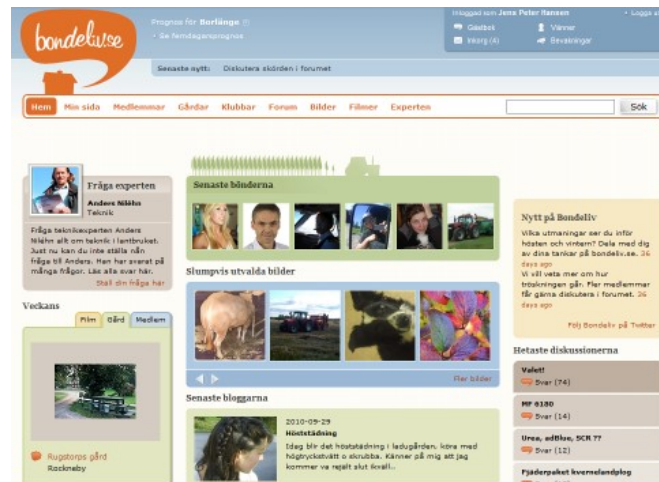 bondeliv.se
Prognos för Borlänge
Se femdagarsprognos
Inloggad som Jens Peter Hansen
Logga ut
Gästbok
Vänner
Inkorg (4)
Bevakningar
Senaste nytt: Diskutera skörden i forumet
Hem Min sida Medlemmar Gårdar Klubbar Forum Bilder Filmer Experten
Sök
Fråga experten
Anders Niléhn
Teknik
Fråga teknikexperten Anders
Niléhn allt om teknik i lantbruket.
Just nu kan du inte ställa nån
fråga till Anders. Han har svarat på
många frågor. Läs alla svar här.
Ställ din fråga här
Veckans
Film Gård Medlem
Rugstorps gård
Rockneby
Senaste bönderna
Slumpvis utvalda bilder
Fler bilder
Senaste bloggarna
2010-09-29
Höststädning
Idag blir det höststädning i ladugården, köra med
högtryckstvätt o skrubba. Känner på mig att jag
kommer va rejält slut ikväll...
Nytt på Bondeliv
Vilka utmaningar ser du inför
hösten och vintern? Dela med dig
av dina tankar på bondeliv.se. 26
days ago
Vi vill veta mer om hur
tröskningen går. Fler medlemmar
får gärna diskutera i forumet. 36
days ago
Följ Bondeliv på Twitter
Hetaste diskussionerna
Valet!
Svar (74)
MF 6180
Svar (14)
Urea, adBlue, SCR ??
Svar (12)
Fjäderpaket kvernelandplog